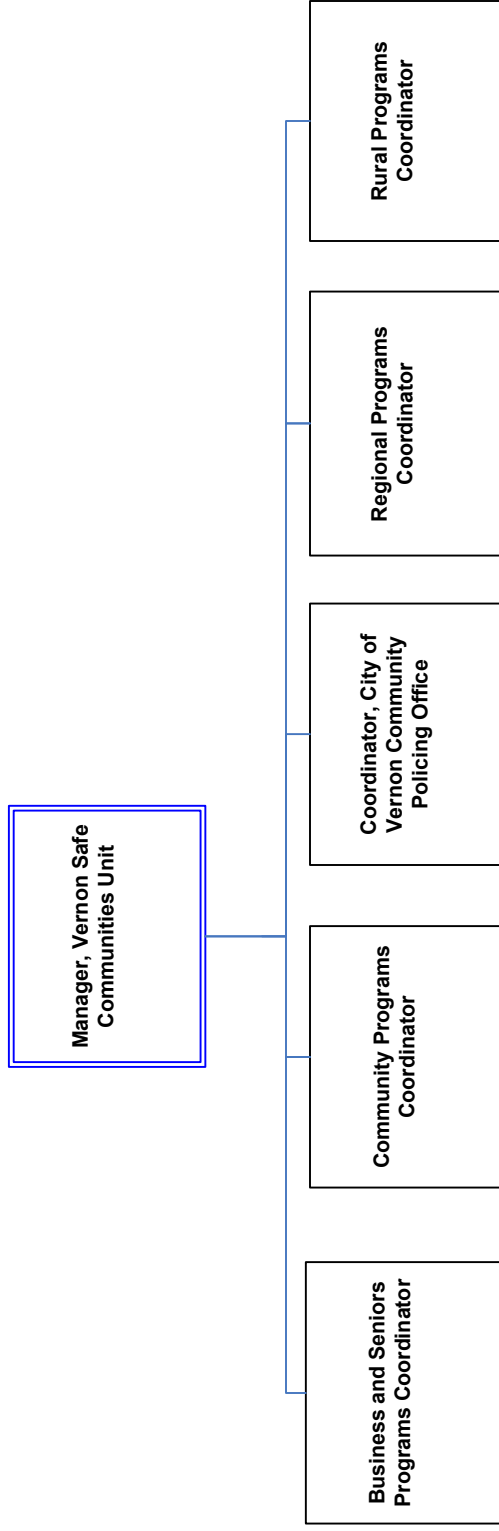 Manager, Vernon Safe
Communities Unit
Business and Seniors
Programs Coordinator
Community Programs
Coordinator
Coordinator, City of
Vernon Community
Policing Office
Regional Programs
Coordinator
Rural Programs
Coordinator